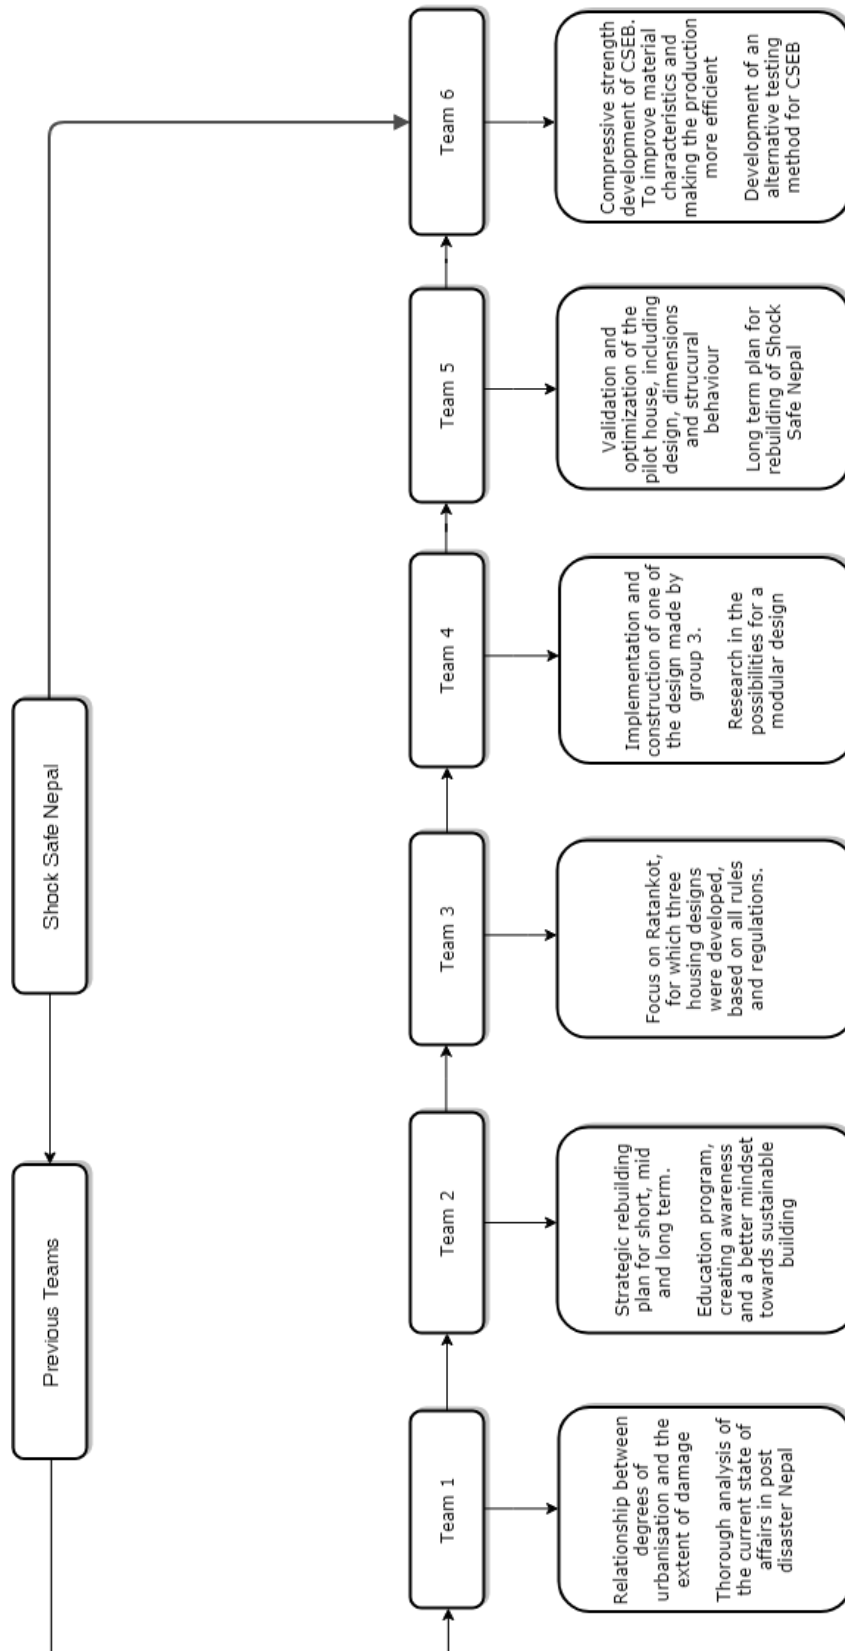 Previous Teams
Shock Safe Nepal
Team 1
Team 2
Team 3
Team 4
Team 5
Team 6
Relationship between
degrees of
urbanisation and the
extent of damage
Thorough analysis of
the current state of
affairs in post
disaster Nepal
Strategic rebuilding
plan for short, mid
and long term.
Education program,
creating awareness
and a better mindset
towards sustainable
building
Focus on Ratankot,
for which three
housing designs
were developed,
based on all rules
and regulations.
Implementation and
construction of one of
the design made by
group 3.
Research in the
possibilities for a
modular design
Validation and
optimization of the
pilot house, including
design, dimensions
and strucural
behaviour
Long term plan for
rebuilding of Shock
Safe Nepal
Compressive strength
development of CSEB.
To improve material
characteristics and
making the production
more efficient
Development of an
alternative testing
method for CSEB